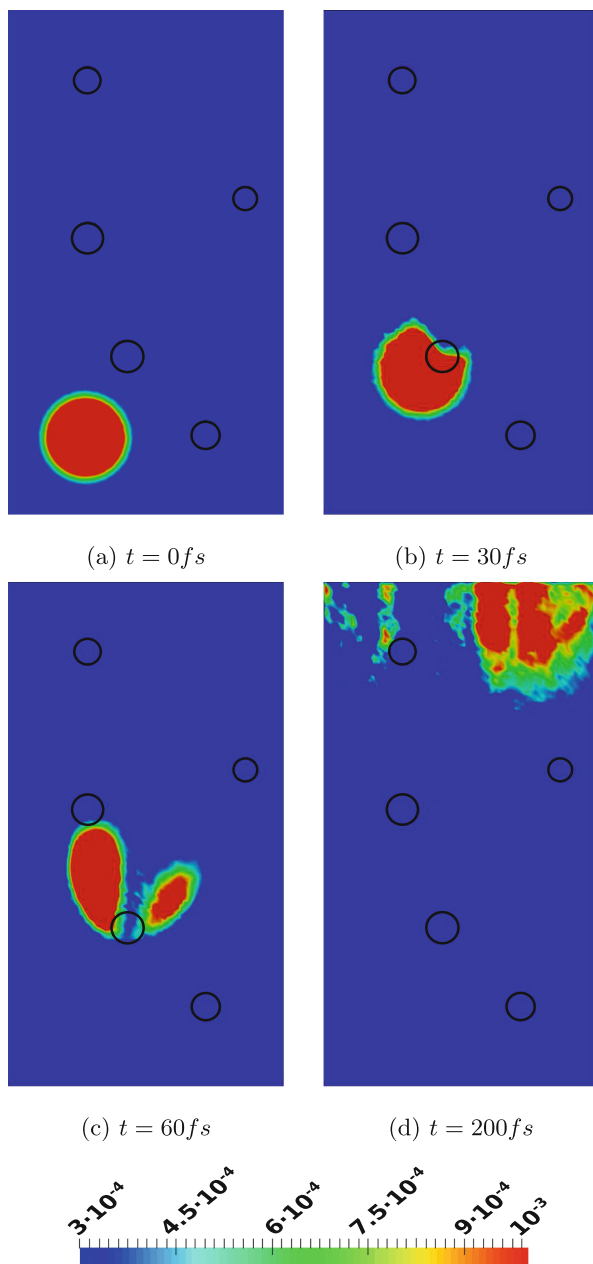 (a) t = 0fs
(b) t = 30fs
(c) t = 60fs
(d) t = 200fs
3·10⁻⁴ 4.5·10⁻⁴ 6·10⁻⁴ 7.5·10⁻⁴ 9·10⁻⁴ 10⁻³